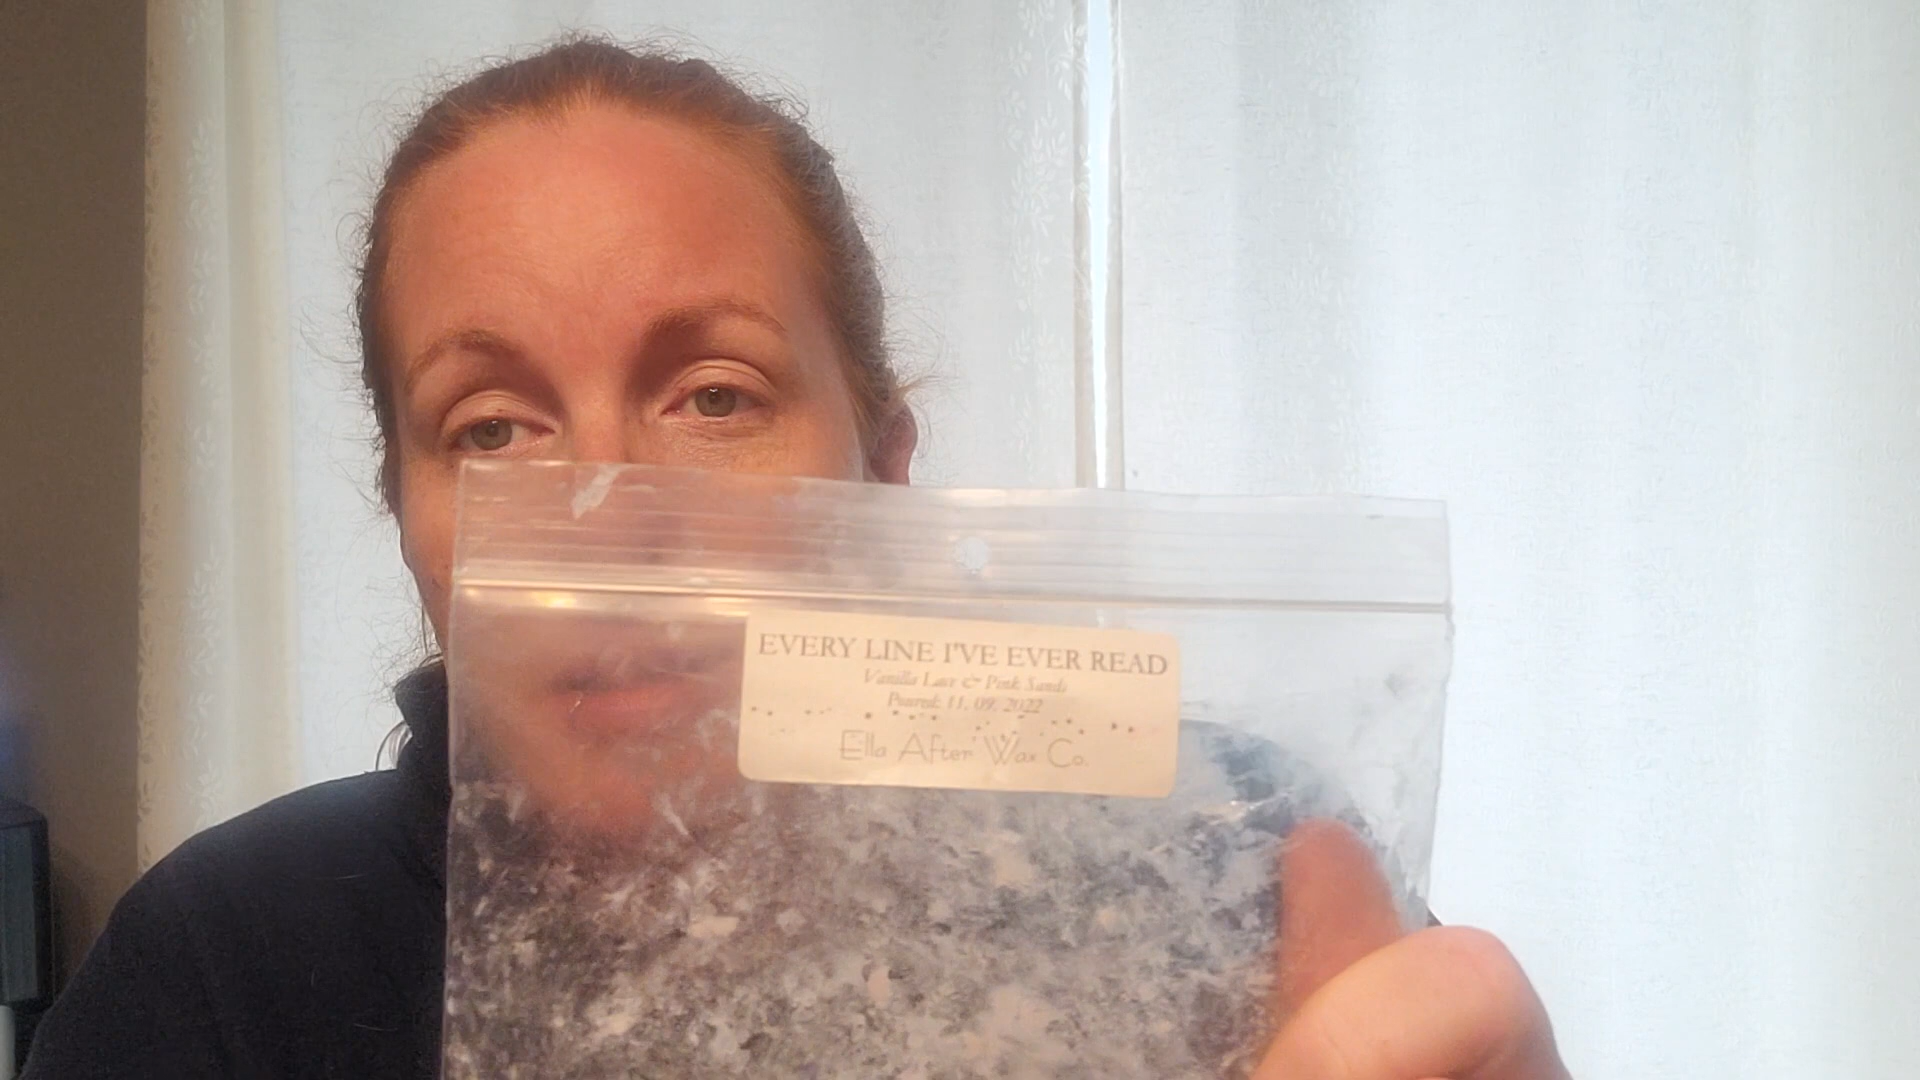 EVERY LINE I'VE EVER READ
Vanilla Lace & Pink Sands
Poured: 11. 09. 2022
Ella After Wax Co.